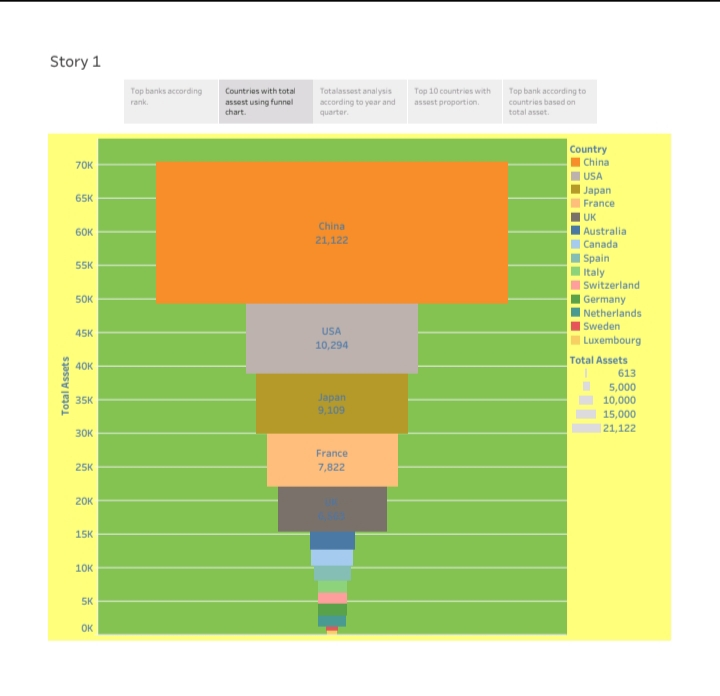 Story 1
Top banks according
rank.
Countries with total
assest using funnel
chart.
Totalassest analysis
according to year and
quarter.
Top 10 countries with
assest proportion.
Top bank according to
countries based on
total asset.
70K
65K
60K
55K
50K
45K
40K
35K
30K
25K
20K
15K
10K
5K
0K
Total Assets
China
21,122
USA
10,294
Japan
9,109
France
7,822
Country
China
USA
Japan
France
UK
Australia
Canada
Spain
Italy
Switzerland
Germany
Netherlands
Sweden
Luxembourg
Total Assets
613
5,000
10,000
15,000
21,122